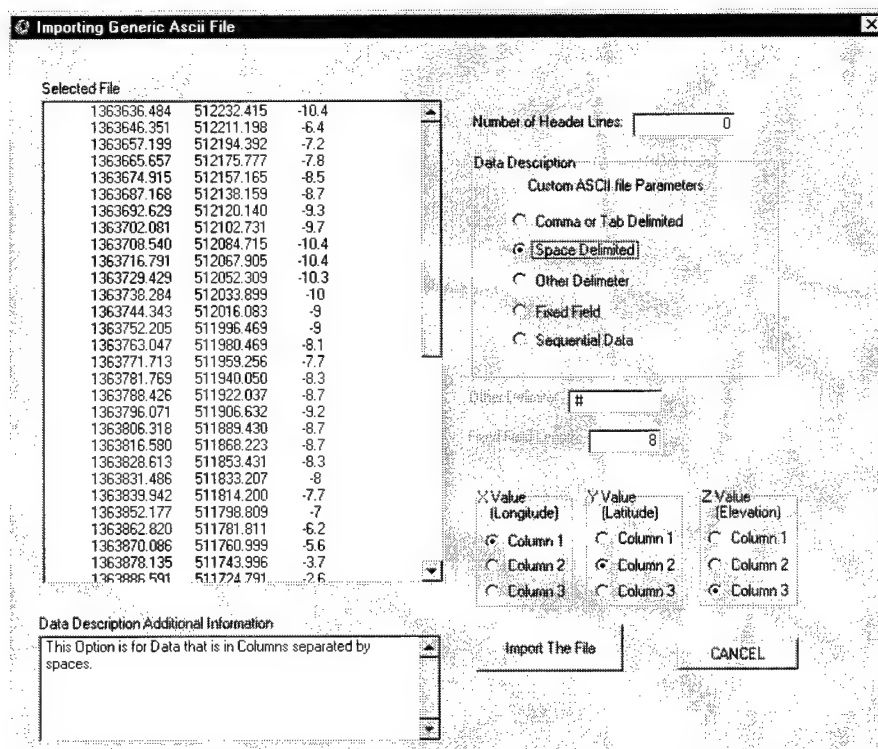 Importing Generic Ascii File
Selected File
1363636.484 512232.415 -10.4
1363646.351 512211.198 -6.4
1363657.199 512194.392 -7.2
1363665.657 512175.777 -7.8
1363674.915 512157.165 -8.5
1363687.168 512138.159 -8.7
1363692.629 512120.140 -9.3
1363702.081 512102.731 -9.7
1363708.540 512084.715 -10.4
1363716.791 512067.905 -10.4
1363729.429 512052.309 -10.3
1363738.284 512033.899 -10
1363744.343 512016.083 -9
1363752.205 511996.469 -9
1363763.047 511980.469 -8.1
1363771.713 511959.256 -7.7
1363781.769 511940.050 -8.3
1363788.426 511922.037 -8.7
1363796.071 511906.632 -9.2
1363806.318 511889.430 -8.7
1363816.580 511868.223 -8.7
1363828.613 511853.431 -8.3
1363831.486 511833.207 -8
1363839.942 511814.200 -7.7
1363852.177 511798.809 -7
1363862.820 511781.811 -6.2
1363870.086 511760.999 -5.6
1363878.135 511743.996 -3.7
1363886.591 511724.791 -2.6
Number of Header Lines: 0
Data Description
Custom ASCII file Parameters
Comma or Tab Delimited
Space Delimited
Other Delimeter
Fixed Field
Sequential Data
Other #
Fixed Field 8
X Value (Longitude)
Column 1
Column 2
Column 3
Y Value (Latitude)
Column 1
Column 2
Column 3
Z Value (Elevation)
Column 1
Column 2
Column 3
Data Description Additional Information
This Option is for Data that is in Columns separated by
spaces.
Import The File
CANCEL